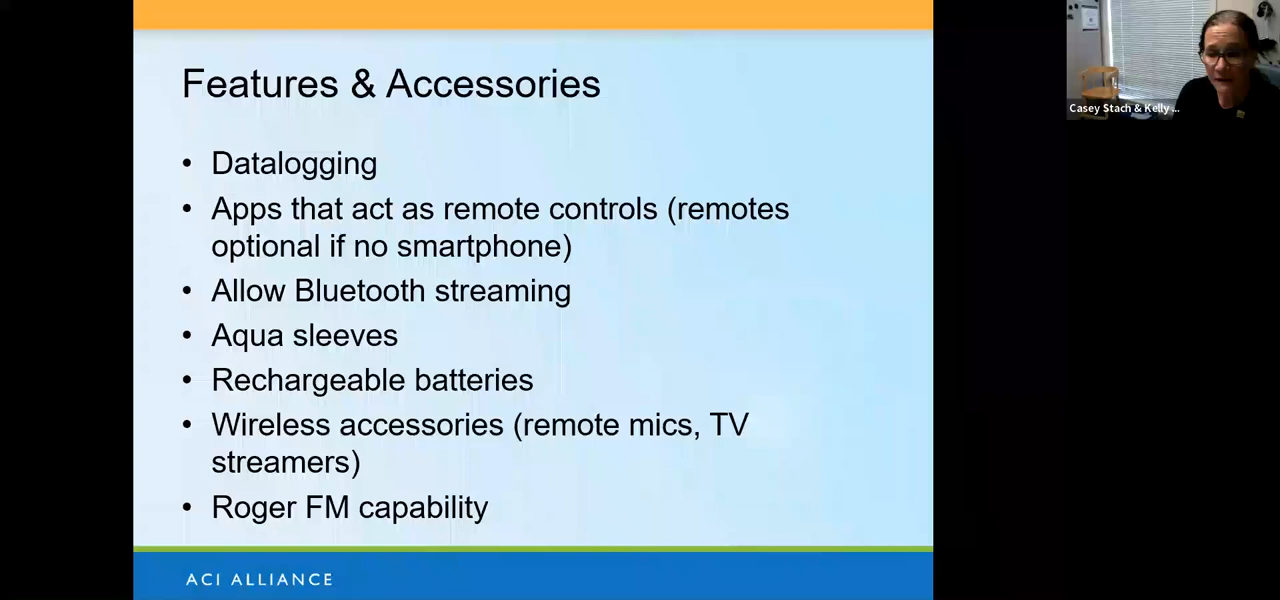 Features & Accessories
• Datalogging
• Apps that act as remote controls (remotes
optional if no smartphone)
• Allow Bluetooth streaming
• Aqua sleeves
• Rechargeable batteries
• Wireless accessories (remote mics, TV
streamers)
• Roger FM capability
ACI ALLIANCE
Casey Stach & Kelly ...